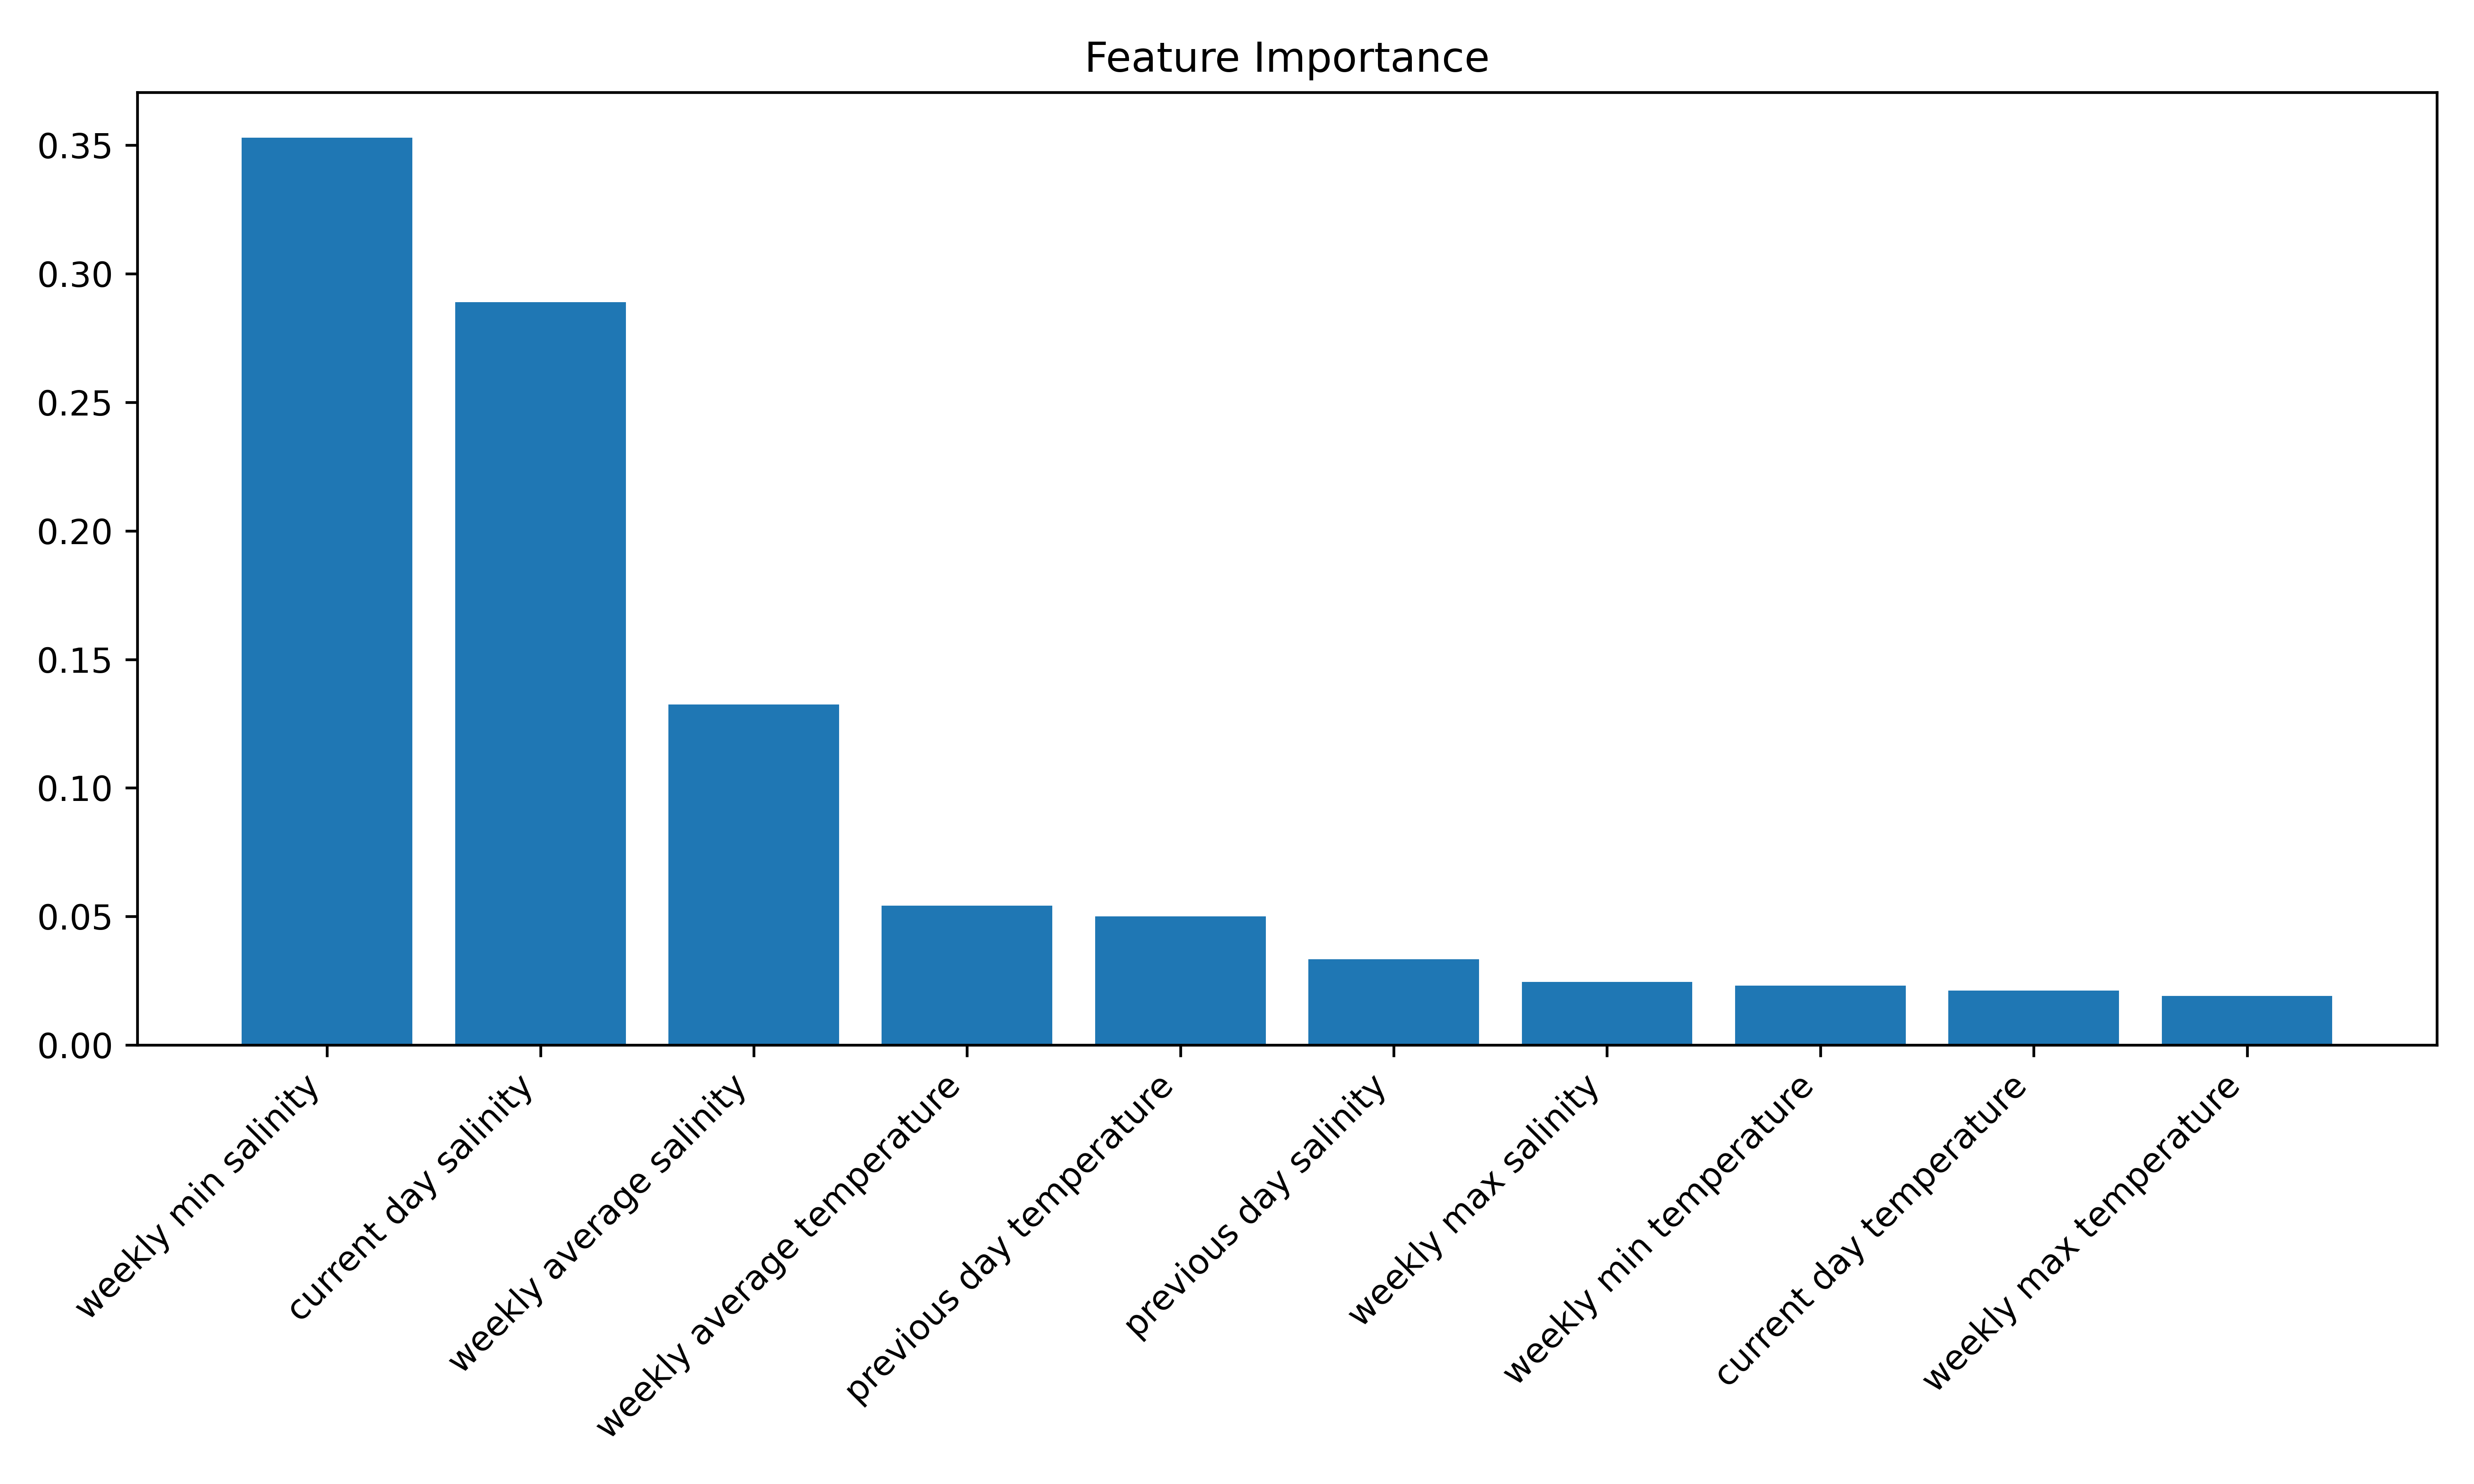 Feature Importance
0.35
0.30
0.25
0.20
0.15
0.10
0.05
0.00
weekly min salinity
current day salinity
weekly average salinity
weekly average temperature
previous day temperature
previous day salinity
weekly max salinity
weekly min temperature
current day temperature
weekly max temperature